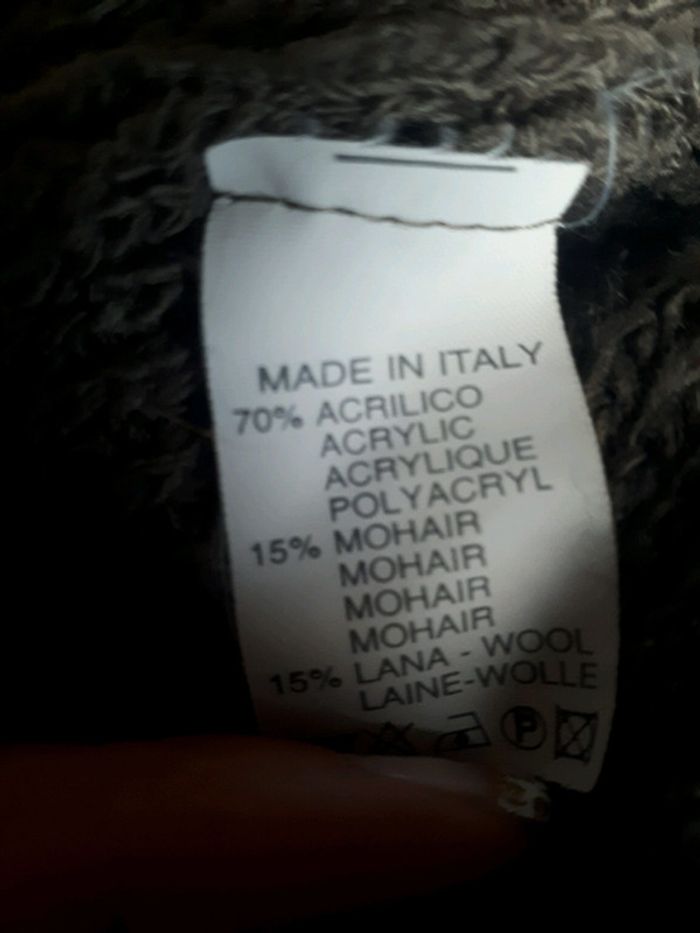 MADE IN ITALY
70% ACRILICO
ACRYLIC
ACRYLIQUE
POLYACRYL
15% MOHAIR
MOHAIR
MOHAIR
MOHAIR
15% LANA - WOOL
LAINE-WOLLE
P